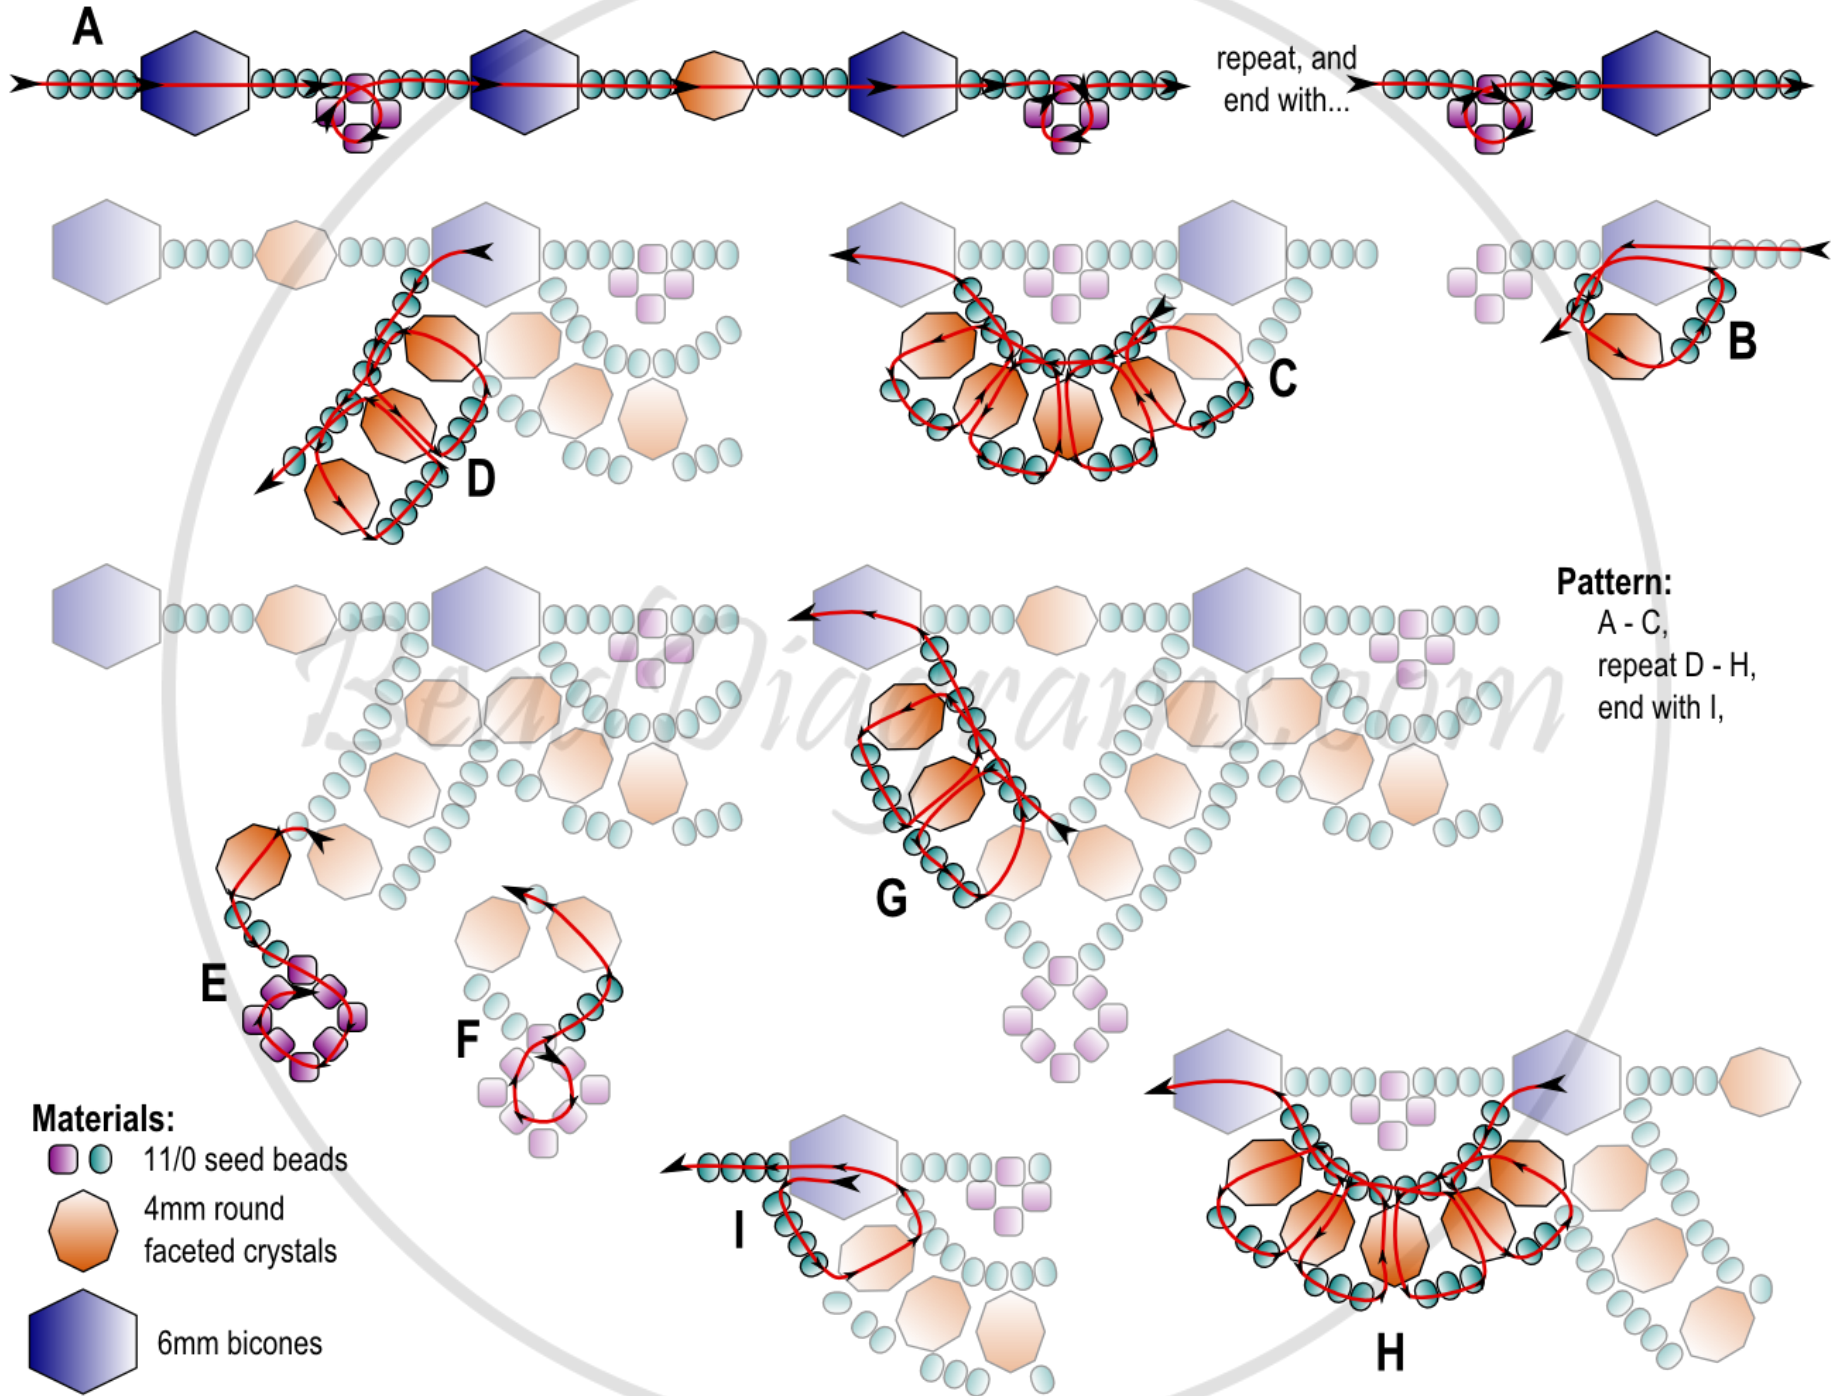 A
repeat, and
end with...
B
C
D
Pattern:
A - C,
repeat D - H,
end with I,
BeadDiagrams.com
G
E
F
Materials:
11/0 seed beads
4mm round
faceted crystals
6mm bicones
I
H